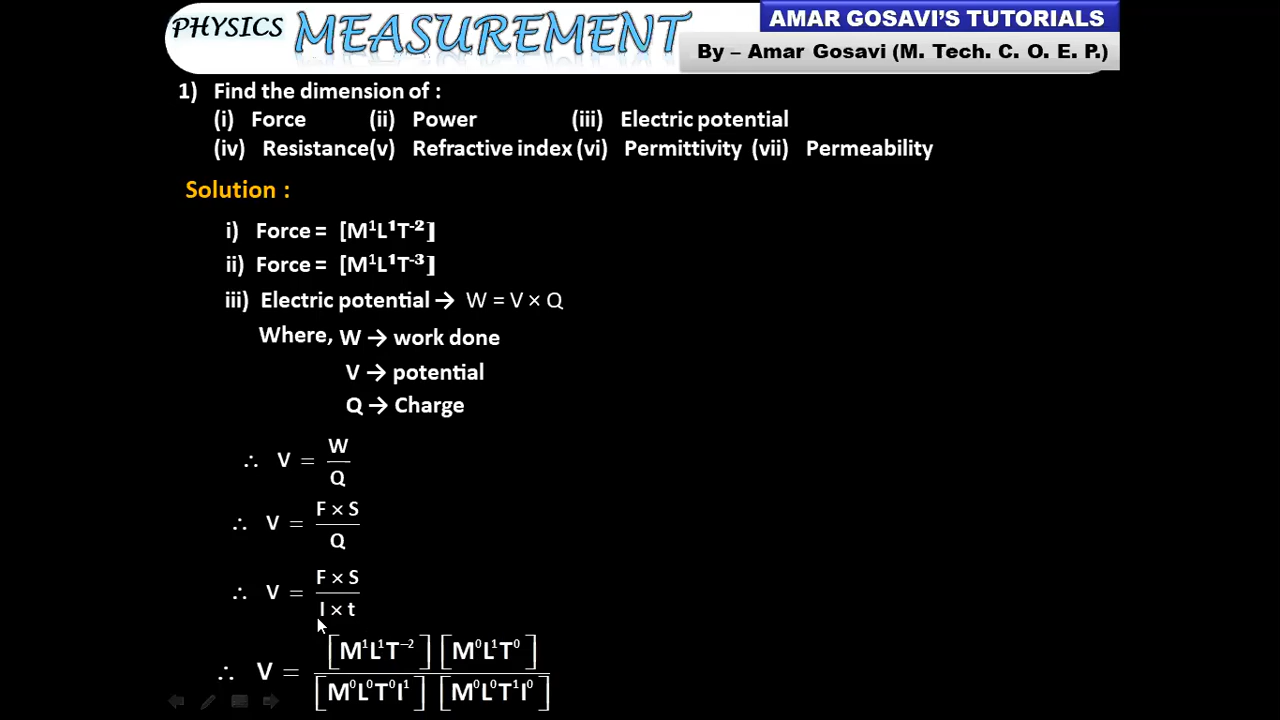 PHYSICS MEASUREMENT
AMAR GOSAVI'S TUTORIALS
By – Amar Gosavi (M. Tech. C. O. E. P.)
1) Find the dimension of :
(i) Force (ii) Power (iii) Electric potential
(iv) Resistance(v) Refractive index (vi) Permittivity (vii) Permeability
Solution :
i) Force = [M¹L¹T⁻²]
ii) Force = [M¹L¹T⁻³]
iii) Electric potential → W = V × Q
Where, W → work done
V → potential
Q → Charge
∴ V = W/Q
∴ V = F × S / Q
∴ V = F × S / I × t
∴ V = [M¹L¹T⁻²] [M⁰L¹T⁰] / [M⁰L⁰T⁰I¹] [M⁰L⁰T¹I⁰]